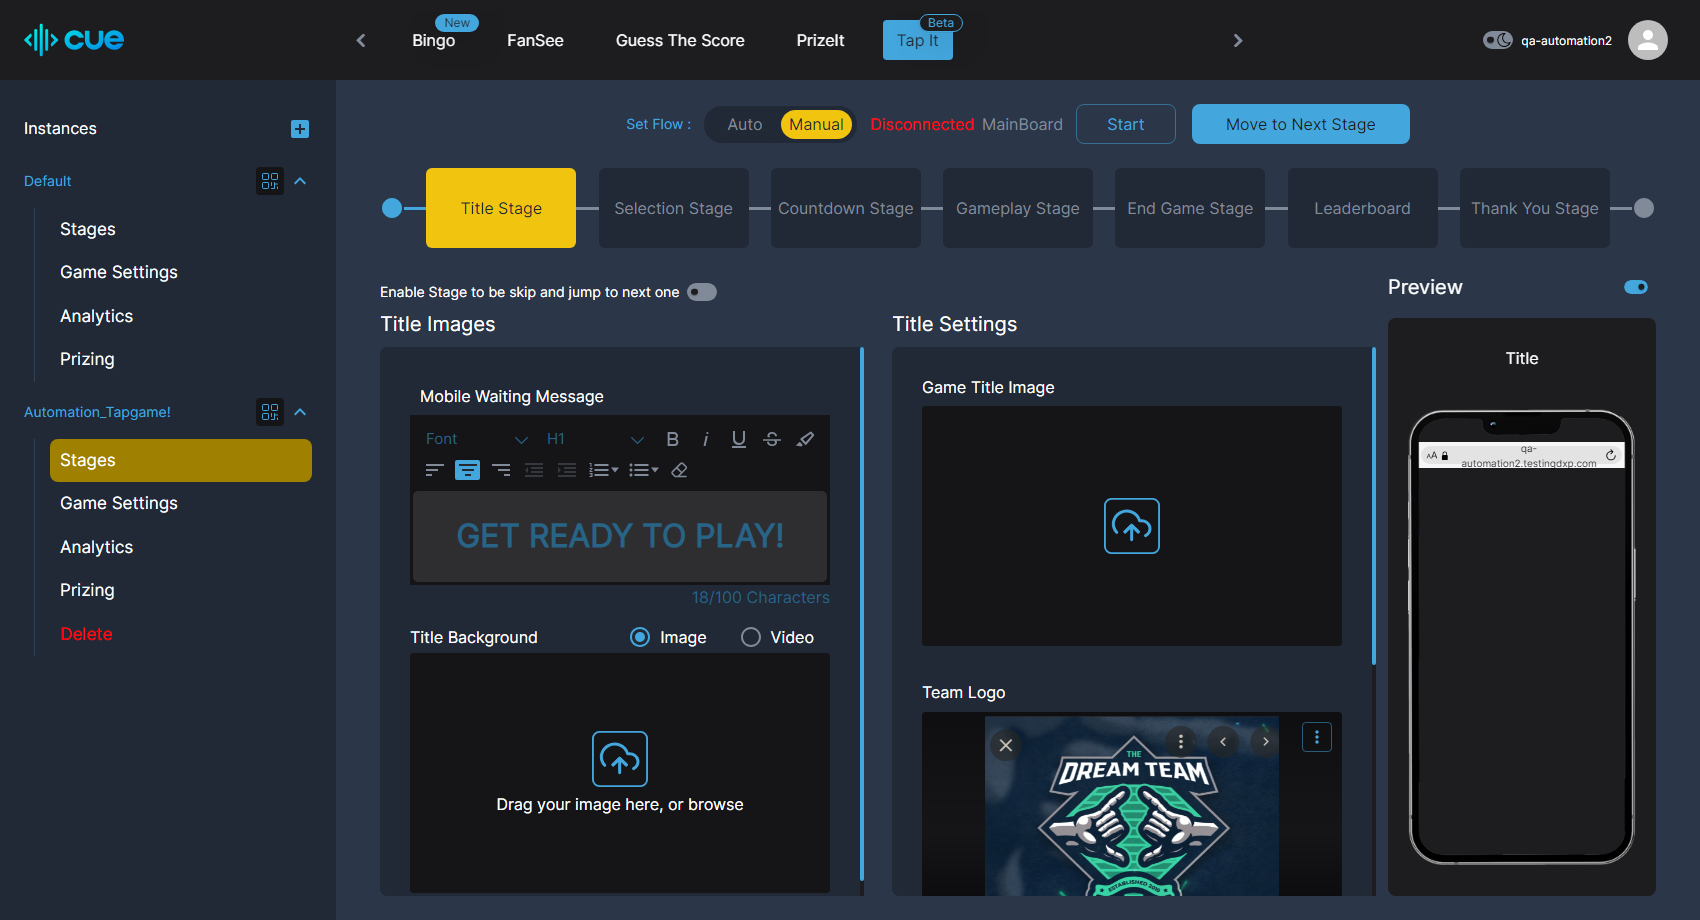 cue
New
Bingo
FanSee
Guess The Score
PrizeIt
Beta
Tap It
qa-automation2
Instances
Default
Stages
Game Settings
Analytics
Prizing
Automation_Tapgame!
Stages
Game Settings
Analytics
Prizing
Delete
Set Flow :
Auto
Manual
Disconnected MainBoard
Start
Move to Next Stage
Title Stage
Selection Stage
Countdown Stage
Gameplay Stage
End Game Stage
Leaderboard
Thank You Stage
Enable Stage to be skip and jump to next one
Title Images
Mobile Waiting Message
Font
H1
B i U S
GET READY TO PLAY!
18/100 Characters
Title Background
Image
Video
Drag your image here, or browse
Title Settings
Game Title Image
Team Logo
THE
DREAM TEAM
ESTABLISHED 2010
Preview
Title
AA
qa-
automation2.testingdxp.com